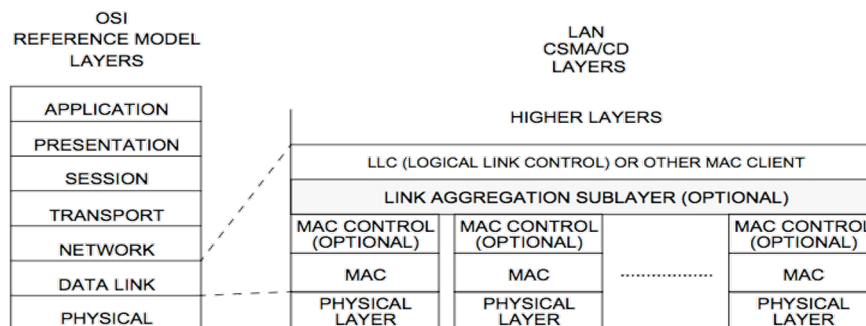 OSI
REFERENCE MODEL
LAYERS
APPLICATION
PRESENTATION
SESSION
TRANSPORT
NETWORK
DATA LINK
PHYSICAL
LAN
CSMA/CD
LAYERS
HIGHER LAYERS
LLC (LOGICAL LINK CONTROL) OR OTHER MAC CLIENT
LINK AGGREGATION SUBLAYER (OPTIONAL)
MAC CONTROL
(OPTIONAL)
MAC CONTROL
(OPTIONAL)
MAC CONTROL
(OPTIONAL)
MAC
MAC
MAC
PHYSICAL
LAYER
PHYSICAL
LAYER
PHYSICAL
LAYER